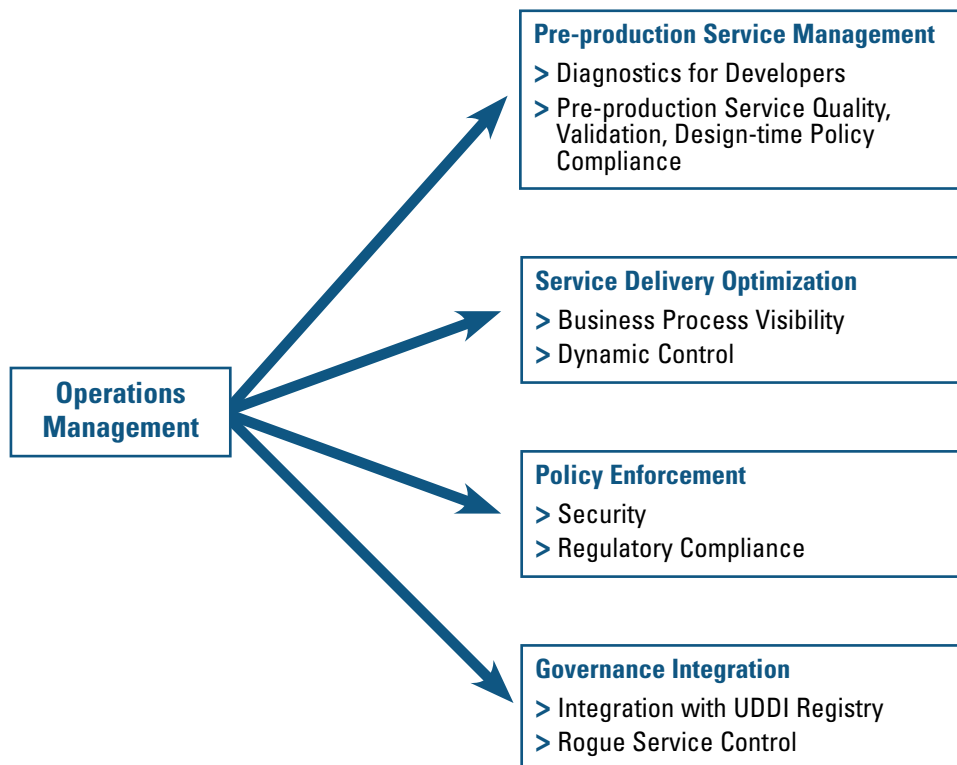 Operations
Management
Pre-production Service Management
> Diagnostics for Developers
> Pre-production Service Quality,
Validation, Design-time Policy
Compliance
Service Delivery Optimization
> Business Process Visibility
> Dynamic Control
Policy Enforcement
> Security
> Regulatory Compliance
Governance Integration
> Integration with UDDI Registry
> Rogue Service Control